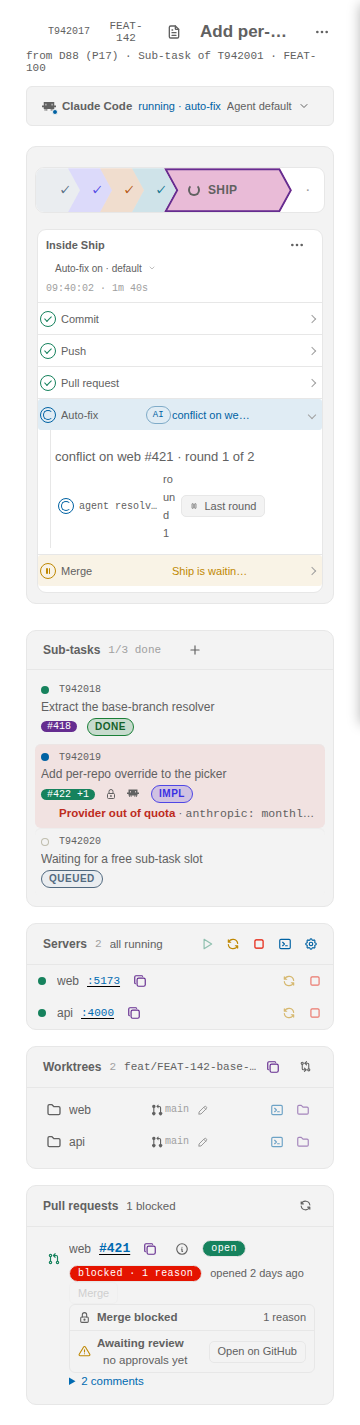 T942017 FEAT-142 Add per-…
from D88 (P17) · Sub-task of T942001 · FEAT-100
Claude Code running · auto-fix Agent default
SHIP
Inside Ship
Auto-fix on · default
09:40:02 · 1m 40s
Commit
Push
Pull request
Auto-fix AI conflict on we…
conflict on web #421 · round 1 of 2
agent resolv… round 1 Last round
Merge Ship is waitin…
Sub-tasks 1/3 done
T942018
Extract the base-branch resolver
#418 DONE
T942019
Add per-repo override to the picker
#422 +1 IMPL
Provider out of quota · anthropic: monthl…
T942020
Waiting for a free sub-task slot
QUEUED
Servers 2 all running
web :5173
api :4000
Worktrees 2 feat/FEAT-142-base-…
web main
api main
Pull requests 1 blocked
web #421 open
blocked · 1 reason opened 2 days ago
Merge
Merge blocked 1 reason
Awaiting review
no approvals yet Open on GitHub
2 comments